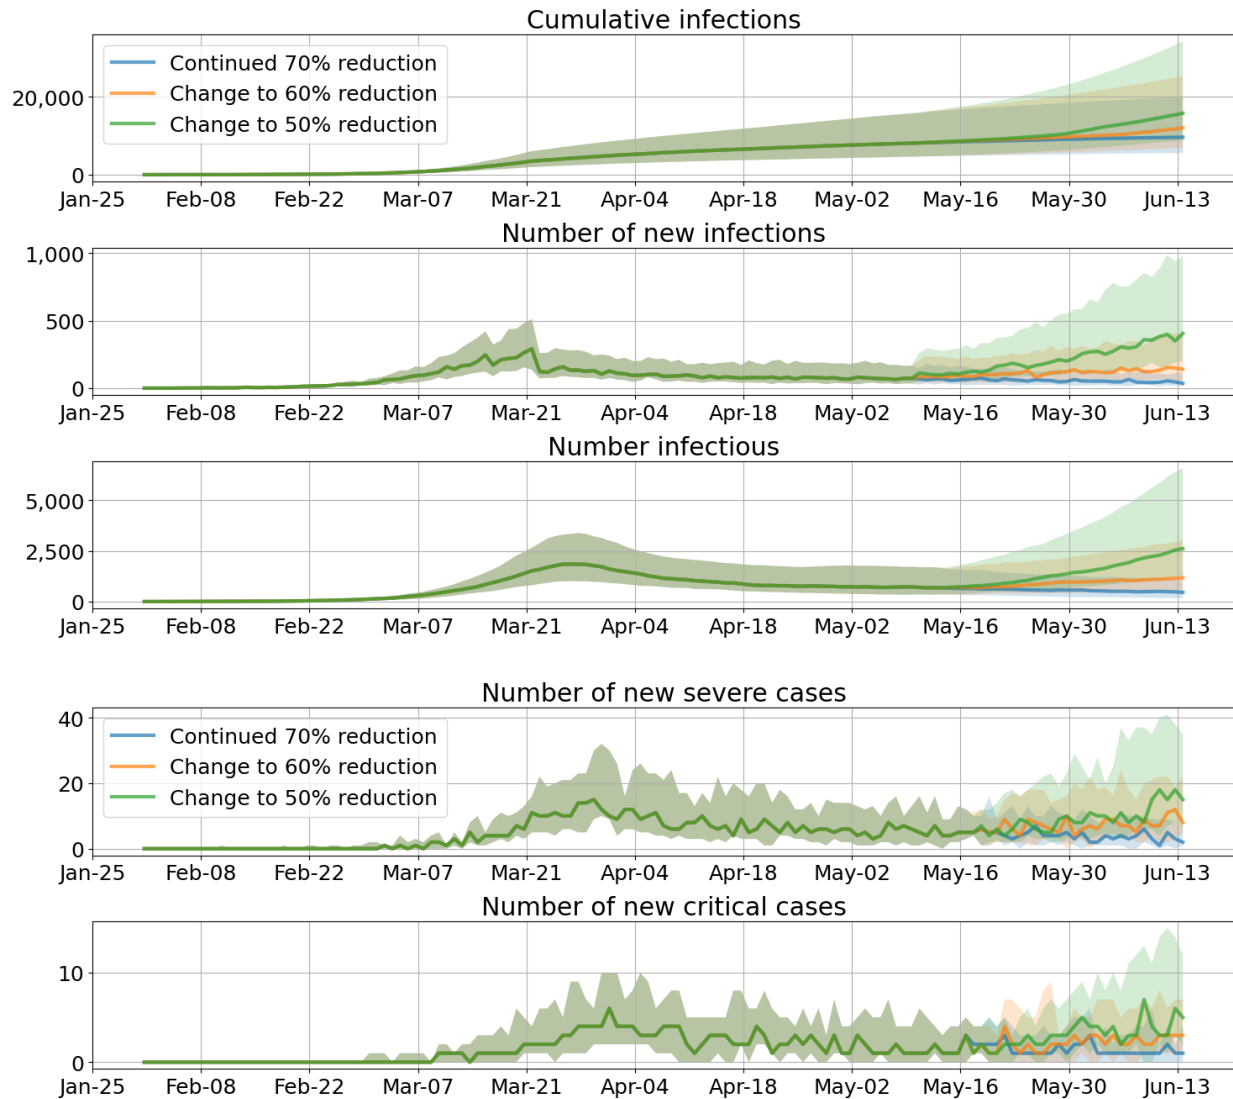 Cumulative infections
Continued 70% reduction
Change to 60% reduction
Change to 50% reduction
20,000
0
Jan-25 Feb-08 Feb-22 Mar-07 Mar-21 Apr-04 Apr-18 May-02 May-16 May-30 Jun-13
Number of new infections
1,000
500
0
Jan-25 Feb-08 Feb-22 Mar-07 Mar-21 Apr-04 Apr-18 May-02 May-16 May-30 Jun-13
Number infectious
5,000
2,500
0
Jan-25 Feb-08 Feb-22 Mar-07 Mar-21 Apr-04 Apr-18 May-02 May-16 May-30 Jun-13
Number of new severe cases
Continued 70% reduction
Change to 60% reduction
Change to 50% reduction
40
20
0
Jan-25 Feb-08 Feb-22 Mar-07 Mar-21 Apr-04 Apr-18 May-02 May-16 May-30 Jun-13
Number of new critical cases
10
0
Jan-25 Feb-08 Feb-22 Mar-07 Mar-21 Apr-04 Apr-18 May-02 May-16 May-30 Jun-13